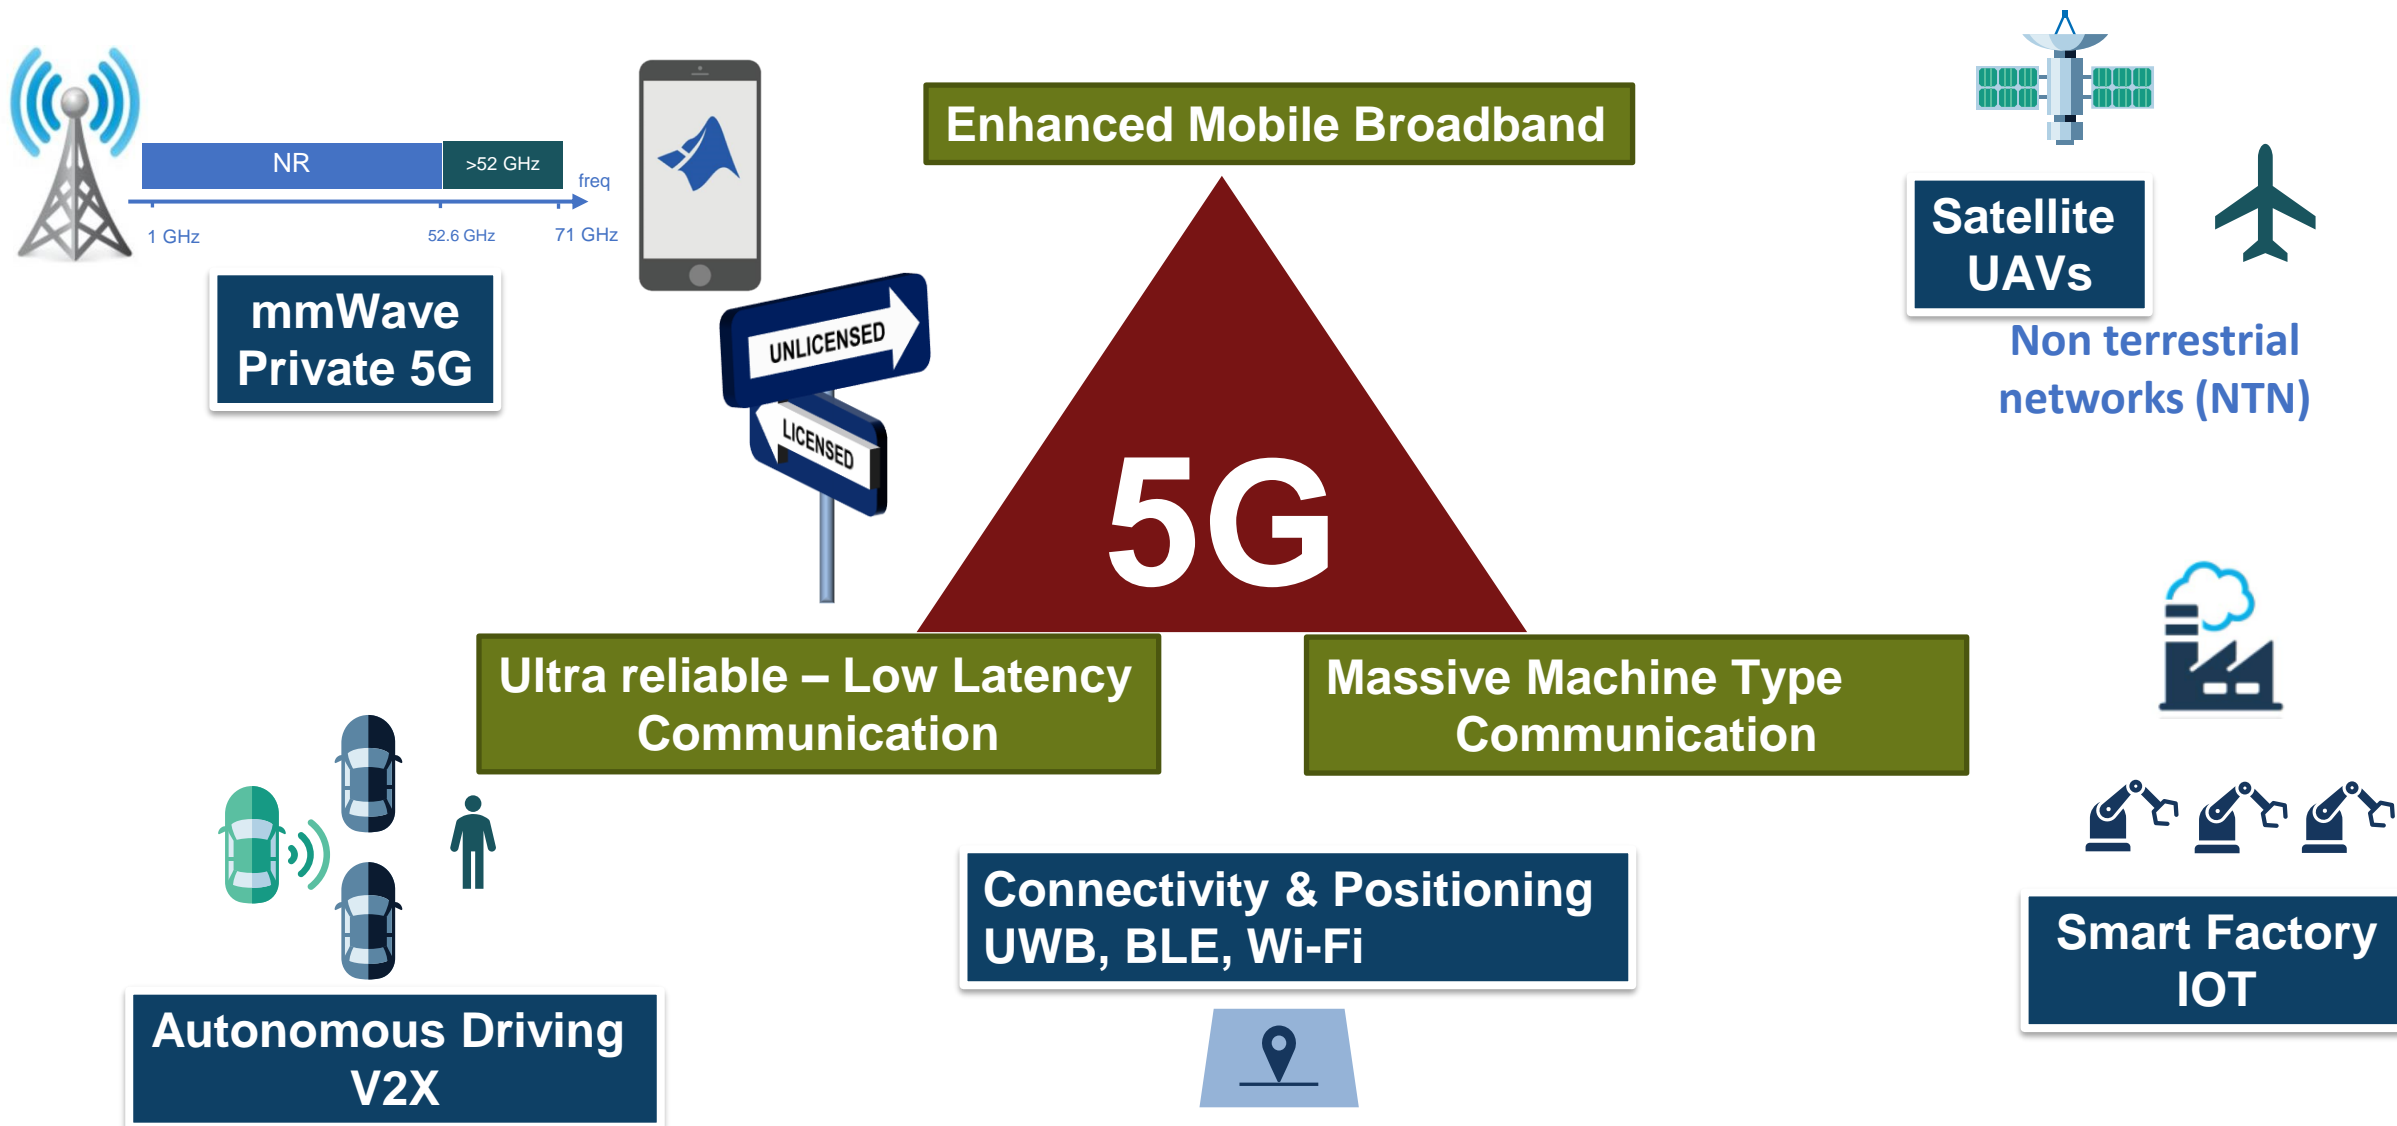 NR
>52 GHz
freq
1 GHz
52.6 GHz
71 GHz
mmWave
Private 5G
UNLICENSED
LICENSED
Enhanced Mobile Broadband
5G
Ultra reliable – Low Latency
Communication
Massive Machine Type
Communication
Satellite
UAVs
Non terrestrial
networks (NTN)
Autonomous Driving
V2X
Connectivity & Positioning
UWB, BLE, Wi-Fi
Smart Factory
IOT